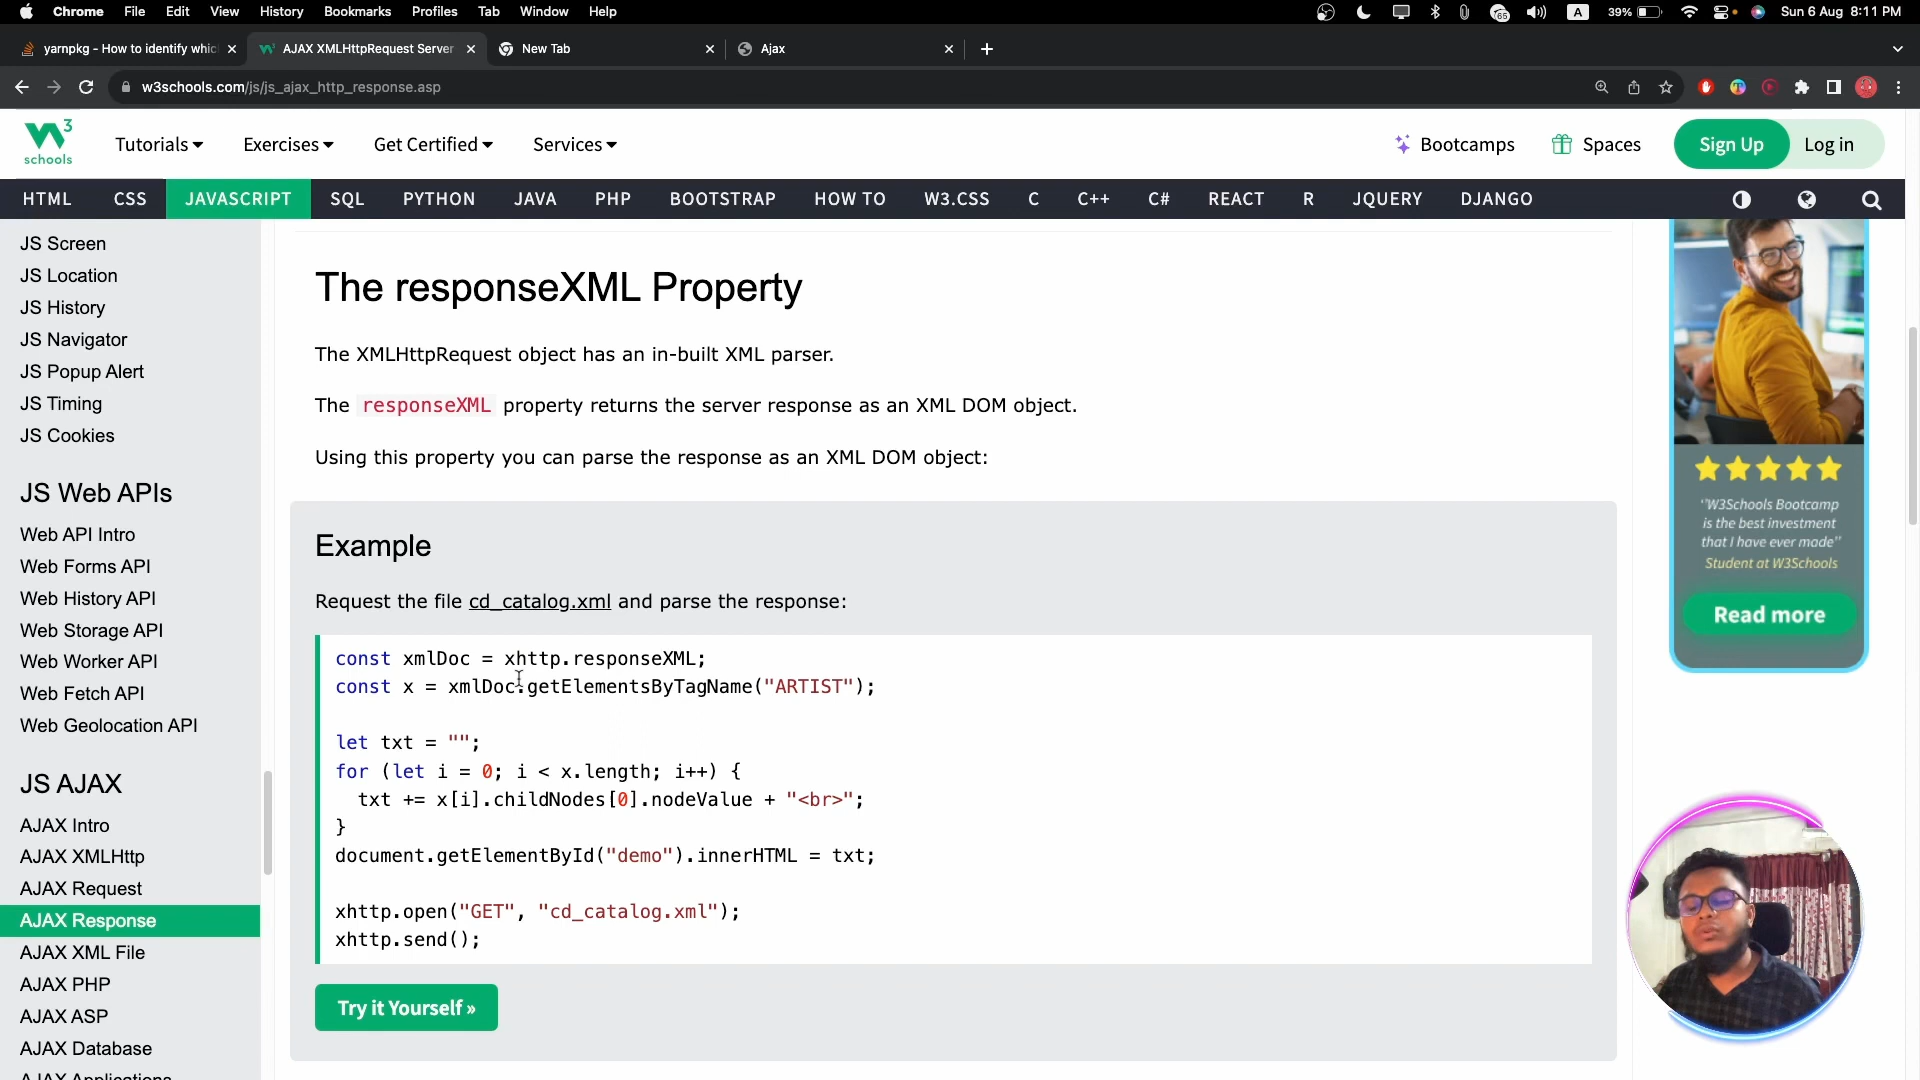 Chrome File Edit View History Bookmarks Profiles Tab Window Help
65 A 39% Sun 6 Aug 8:11 PM
yarnpkg - How to identify whic
AJAX XMLHttpRequest Server
New Tab
Ajax
w3schools.com/js/js_ajax_http_response.asp
W3 schools
Tutorials Exercises Get Certified Services
Bootcamps Spaces Sign Up Log in
HTML CSS JAVASCRIPT SQL PYTHON JAVA PHP BOOTSTRAP HOW TO W3.CSS C C++ C# REACT R JQUERY DJANGO
JS Screen
JS Location
JS History
JS Navigator
JS Popup Alert
JS Timing
JS Cookies
JS Web APIs
Web API Intro
Web Forms API
Web History API
Web Storage API
Web Worker API
Web Fetch API
Web Geolocation API
JS AJAX
AJAX Intro
AJAX XMLHttp
AJAX Request
AJAX Response
AJAX XML File
AJAX PHP
AJAX ASP
AJAX Database
AJAX Applications
The responseXML Property
The XMLHttpRequest object has an in-built XML parser.
The responseXML property returns the server response as an XML DOM object.
Using this property you can parse the response as an XML DOM object:
Example
Request the file cd_catalog.xml and parse the response:
const xmlDoc = xhttp.responseXML;
const x = xmlDoc.getElementsByTagName("ARTIST");
let txt = "";
for (let i = 0; i < x.length; i++) {
txt += x[i].childNodes[0].nodeValue + "<br>";
}
document.getElementById("demo").innerHTML = txt;
xhttp.open("GET", "cd_catalog.xml");
xhttp.send();
Try it Yourself »
"W3Schools Bootcamp
is the best investment
that I have ever made"
Student at W3Schools
Read more